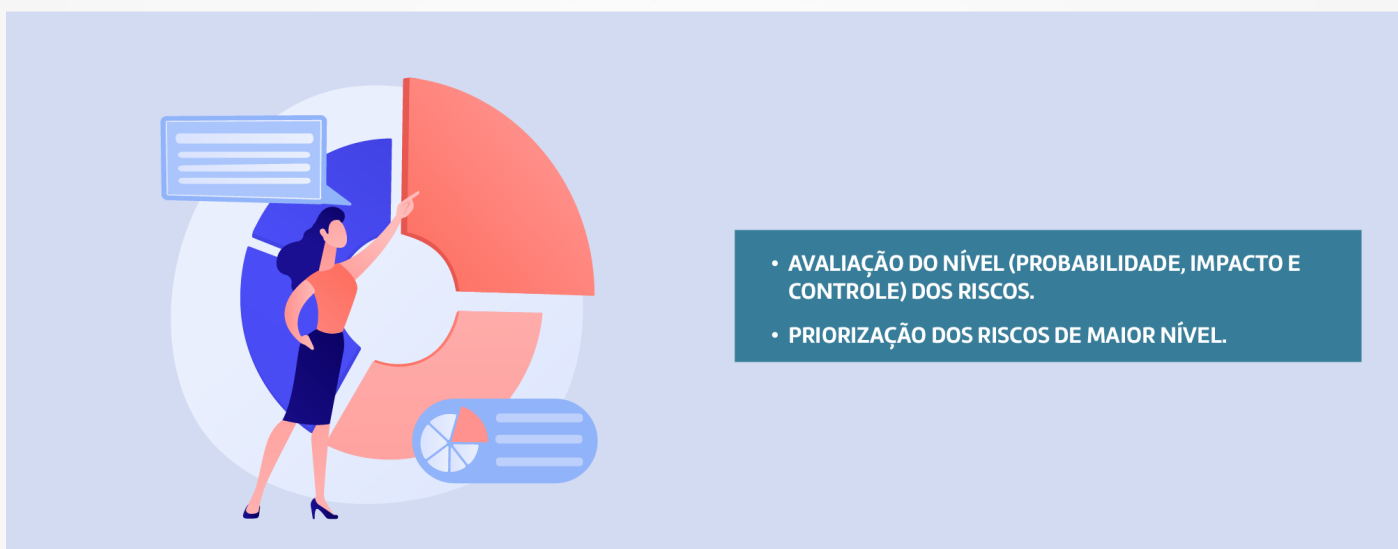 • AVALIAÇÃO DO NÍVEL (PROBABILIDADE, IMPACTO E
CONTROLE) DOS RISCOS.
• PRIORIZAÇÃO DOS RISCOS DE MAIOR NÍVEL.